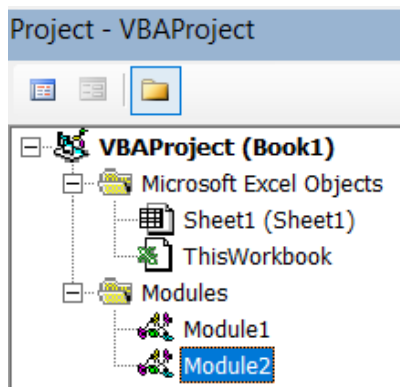 Project - VBAProject
VBAProject (Book1)
Microsoft Excel Objects
Sheet1 (Sheet1)
ThisWorkbook
Modules
Module1
Module2